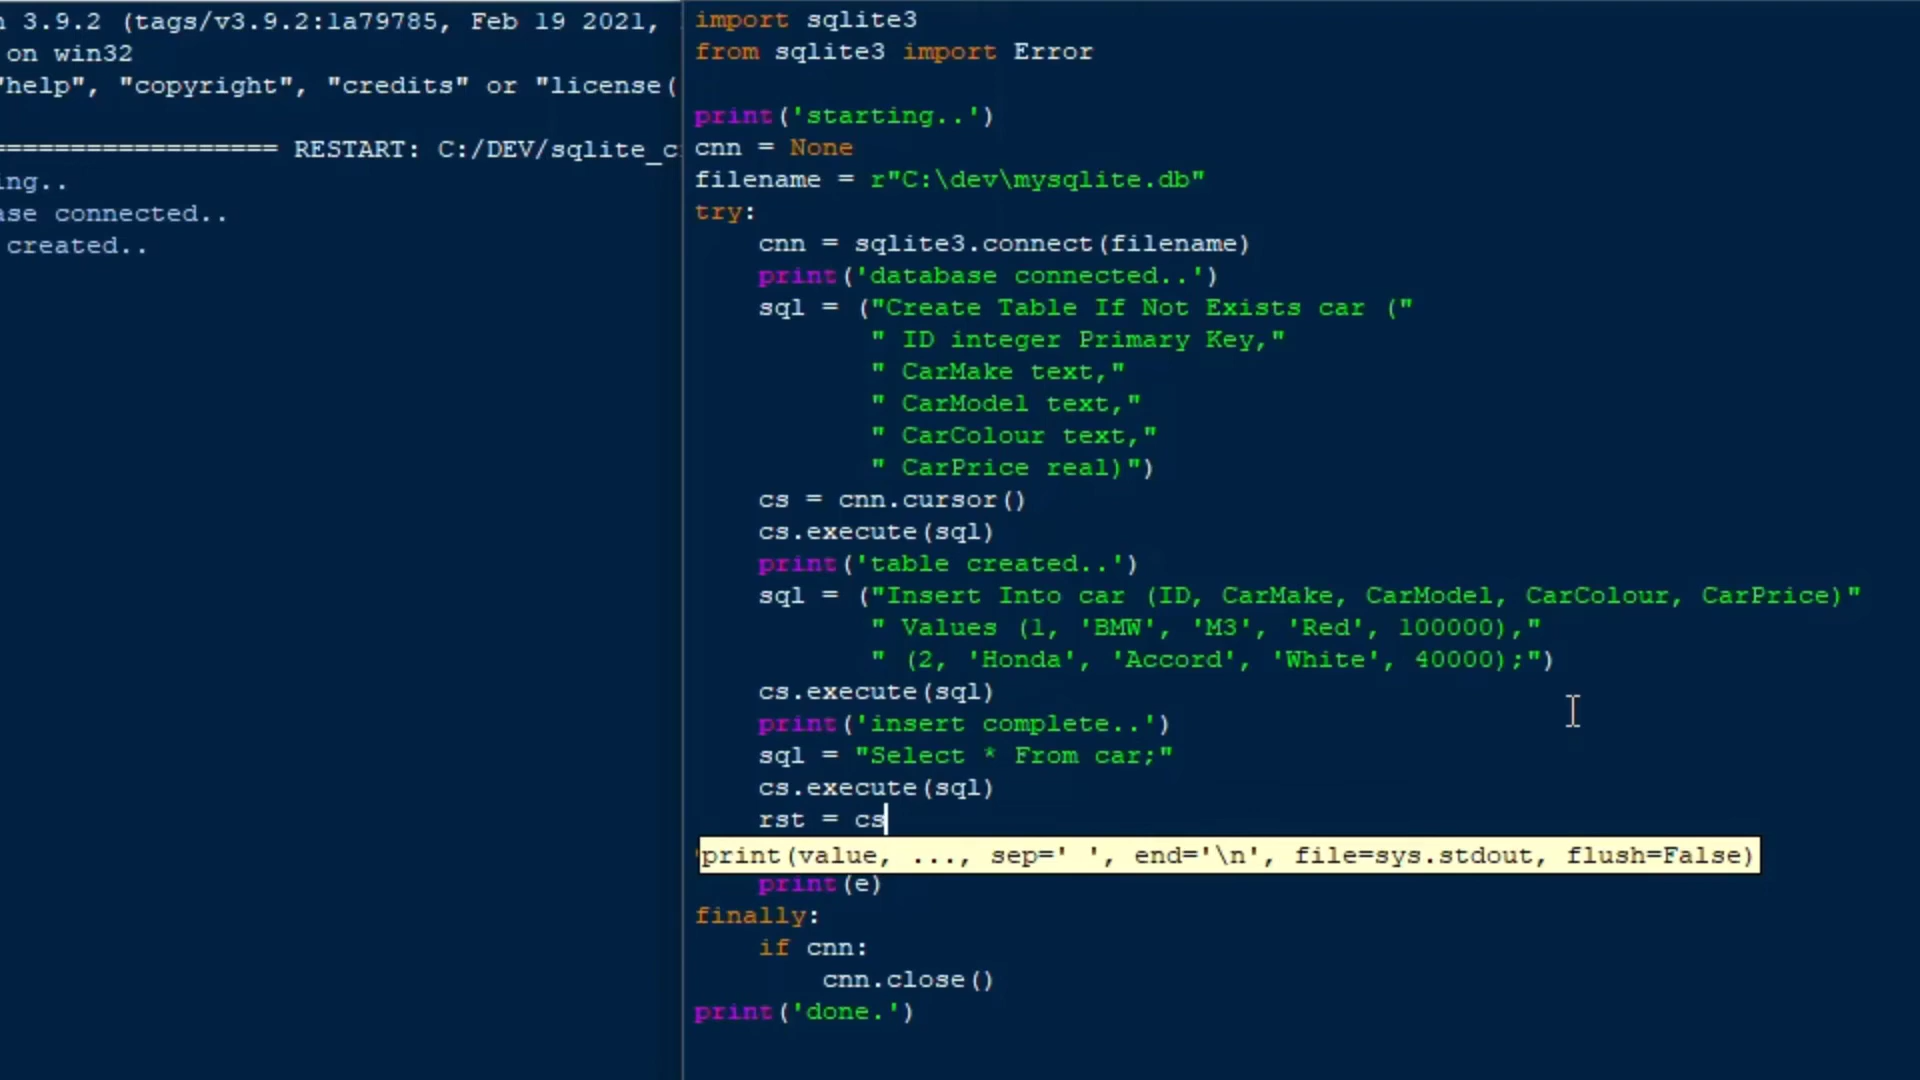 n 3.9.2 (tags/v3.9.2:1a79785, Feb 19 2021,
on win32
"help", "copyright", "credits" or "license(
================== RESTART: C:/DEV/sqlite_c
ing..
ase connected..
created..
import sqlite3
from sqlite3 import Error
print('starting..')
cnn = None
filename = r"C:\dev\mysqlite.db"
try:
    cnn = sqlite3.connect(filename)
    print('database connected..')
    sql = ("Create Table If Not Exists car ("
           " ID integer Primary Key,"
           " CarMake text,"
           " CarModel text,"
           " CarColour text,"
           " CarPrice real)")
    cs = cnn.cursor()
    cs.execute(sql)
    print('table created..')
    sql = ("Insert Into car (ID, CarMake, CarModel, CarColour, CarPrice)"
           " Values (1, 'BMW', 'M3', 'Red', 100000),"
           " (2, 'Honda', 'Accord', 'White', 40000);")
    cs.execute(sql)
    print('insert complete..')
    sql = "Select * From car;"
    cs.execute(sql)
    rst = cs
print(value, ..., sep=' ', end='\n', file=sys.stdout, flush=False)
    print(e)
finally:
    if cnn:
        cnn.close()
print('done.')